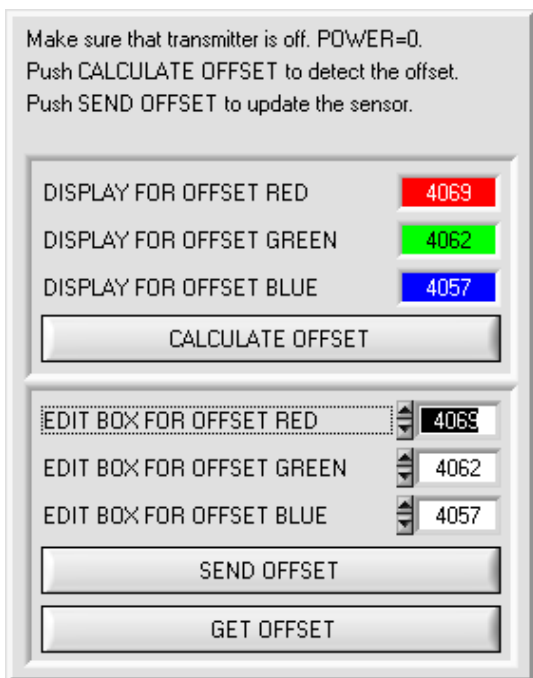 Make sure that transmitter is off. POWER=0.
Push CALCULATE OFFSET to detect the offset.
Push SEND OFFSET to update the sensor.
DISPLAY FOR OFFSET RED 4069
DISPLAY FOR OFFSET GREEN 4062
DISPLAY FOR OFFSET BLUE 4057
CALCULATE OFFSET
EDIT BOX FOR OFFSET RED 4069
EDIT BOX FOR OFFSET GREEN 4062
EDIT BOX FOR OFFSET BLUE 4057
SEND OFFSET
GET OFFSET